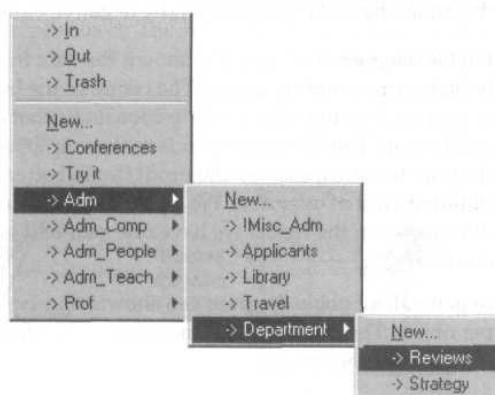 -> In
-> Out
-> Trash
New...
-> Conferences
-> Try it
-> Adm
-> Adm_Comp
-> Adm_People
-> Adm_Teach
-> Prof
New...
-> !Misc_Adm
-> Applicants
-> Library
-> Travel
-> Department
New...
-> Reviews
-> Strategy